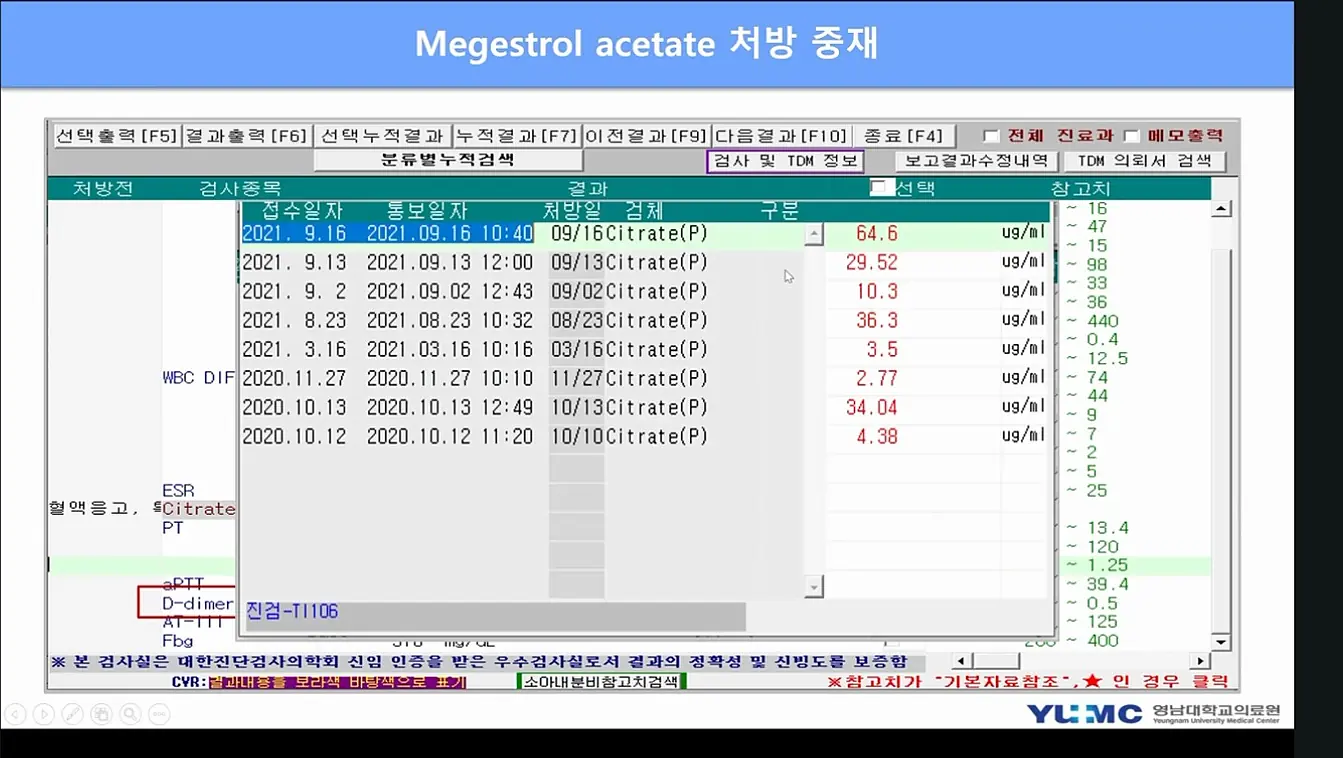 Megestrol acetate 처방 중재
선택출력[F5] 결과출력[F6] 선택누적결과 누적결과[F7] 이전결과[F9] 다음결과[F10] 종료[F4] 전체 진료과 메모출력
분류별누적검색 검사 및 TDM 정보 보고결과수정내역 TDM 의뢰서 검색
처방전 검사종목 결과 선택 참고치
접수일자 통보일자 처방일 검체 구분
2021. 9.16 2021.09.16 10:40 09/16 Citrate(P) 64.6 ug/ml
2021. 9.13 2021.09.13 12:00 09/13 Citrate(P) 29.52 ug/ml
2021. 9. 2 2021.09.02 12:43 09/02 Citrate(P) 10.3 ug/ml
2021. 8.23 2021.08.23 10:32 08/23 Citrate(P) 36.3 ug/ml
2021. 3.16 2021.03.16 10:16 03/16 Citrate(P) 3.5 ug/ml
2020.11.27 2020.11.27 10:10 11/27 Citrate(P) 2.77 ug/ml
2020.10.13 2020.10.13 12:49 10/13 Citrate(P) 34.04 ug/ml
2020.10.12 2020.10.12 11:20 10/10 Citrate(P) 4.38 ug/ml
진검-TI106
WBC DIF
ESR
혈액응고, Citrate
PT
aPTT
D-dimer
AT-III
Fbg
~ 16
~ 47
~ 15
~ 98
~ 33
~ 36
~ 440
~ 0.4
~ 12.5
~ 74
~ 44
~ 9
~ 7
~ 2
~ 5
~ 25
~ 13.4
~ 120
~ 1.25
~ 39.4
~ 0.5
~ 125
~ 400
※ 본 검사실은 대한진단검사의학회 신임 인증을 받은 우수검사실로서 결과의 정확성 및 신빙도를 보증함
CVR:결과내용을 보라색 바탕색으로 표기 소아내분비참고치검색 ※참고치가 "기본자료참조",★ 인 경우 클릭
YUMC 영남대학교의료원
Youngnam University Medical Center